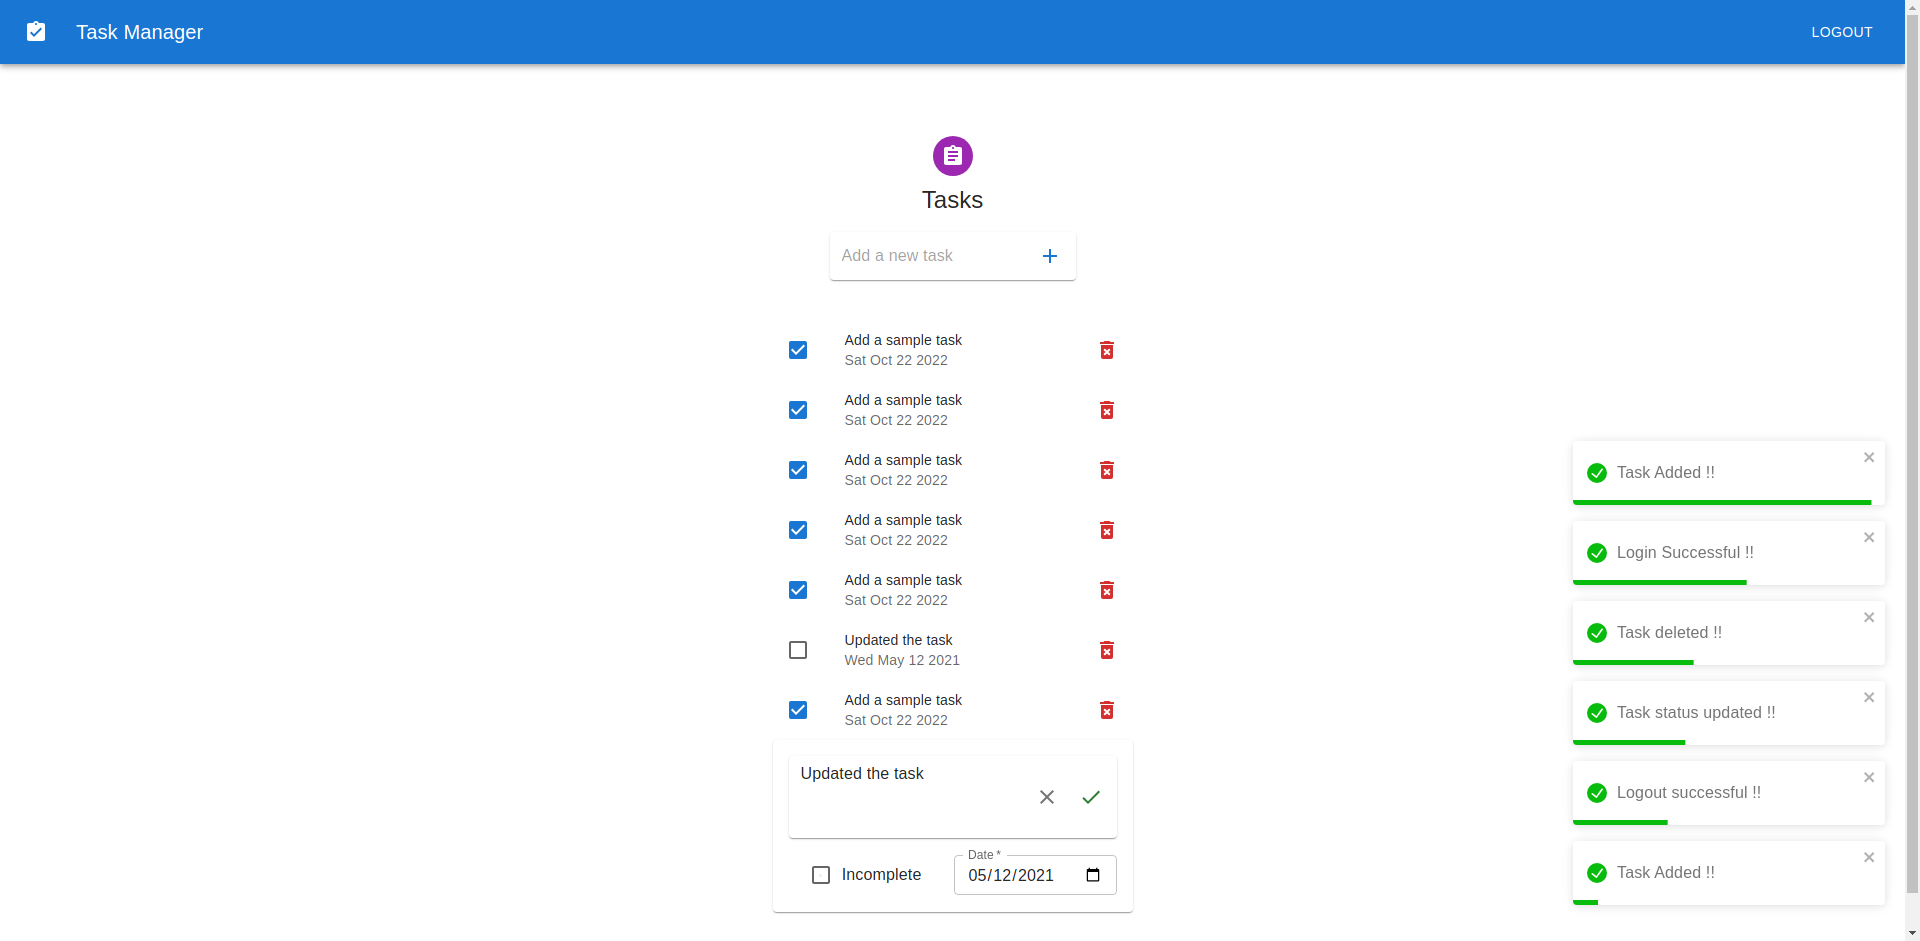 Task Manager
LOGOUT
Tasks
Add a new task
Add a sample task
Sat Oct 22 2022
Add a sample task
Sat Oct 22 2022
Add a sample task
Sat Oct 22 2022
Add a sample task
Sat Oct 22 2022
Add a sample task
Sat Oct 22 2022
Updated the task
Wed May 12 2021
Add a sample task
Sat Oct 22 2022
Updated the task
Incomplete
Date *
05/12/2021
Task Added !!
Login Successful !!
Task deleted !!
Task status updated !!
Logout successful !!
Task Added !!